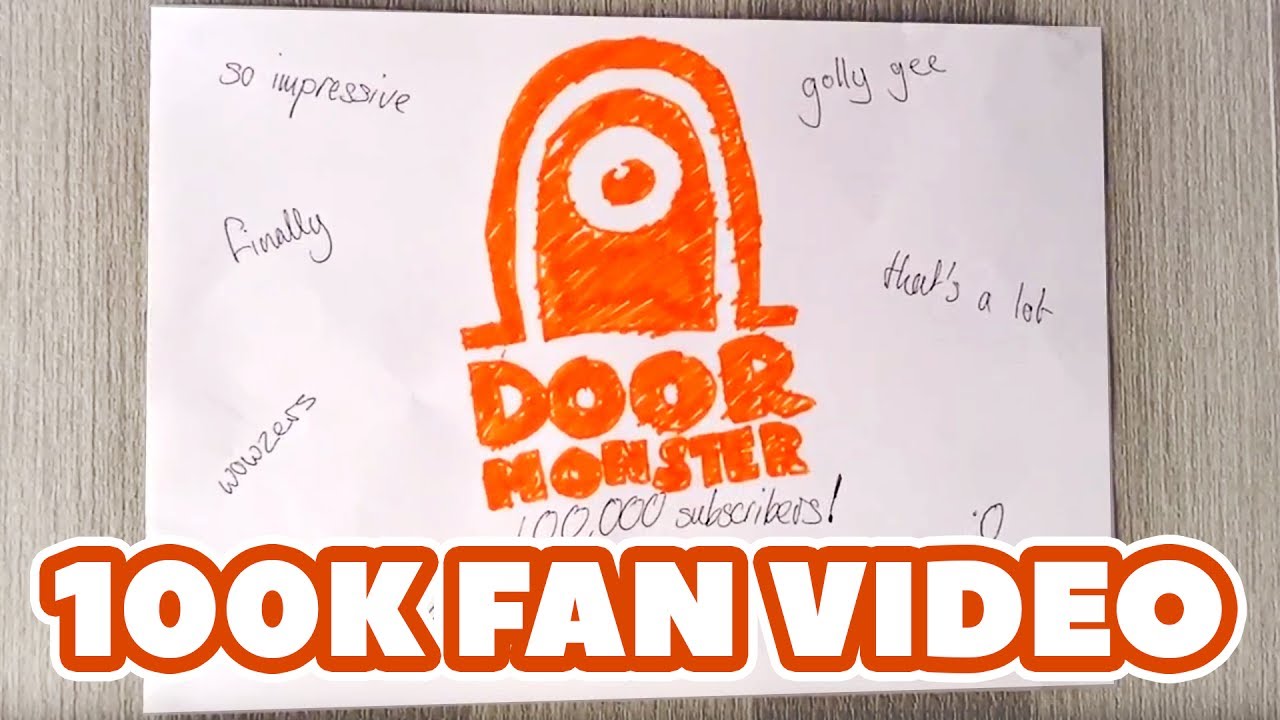 so impressive
golly gee
finally
that's a lot
wowzers
DOOR
MONSTER
100,000 subscribers!
:O
100K FAN VIDEO